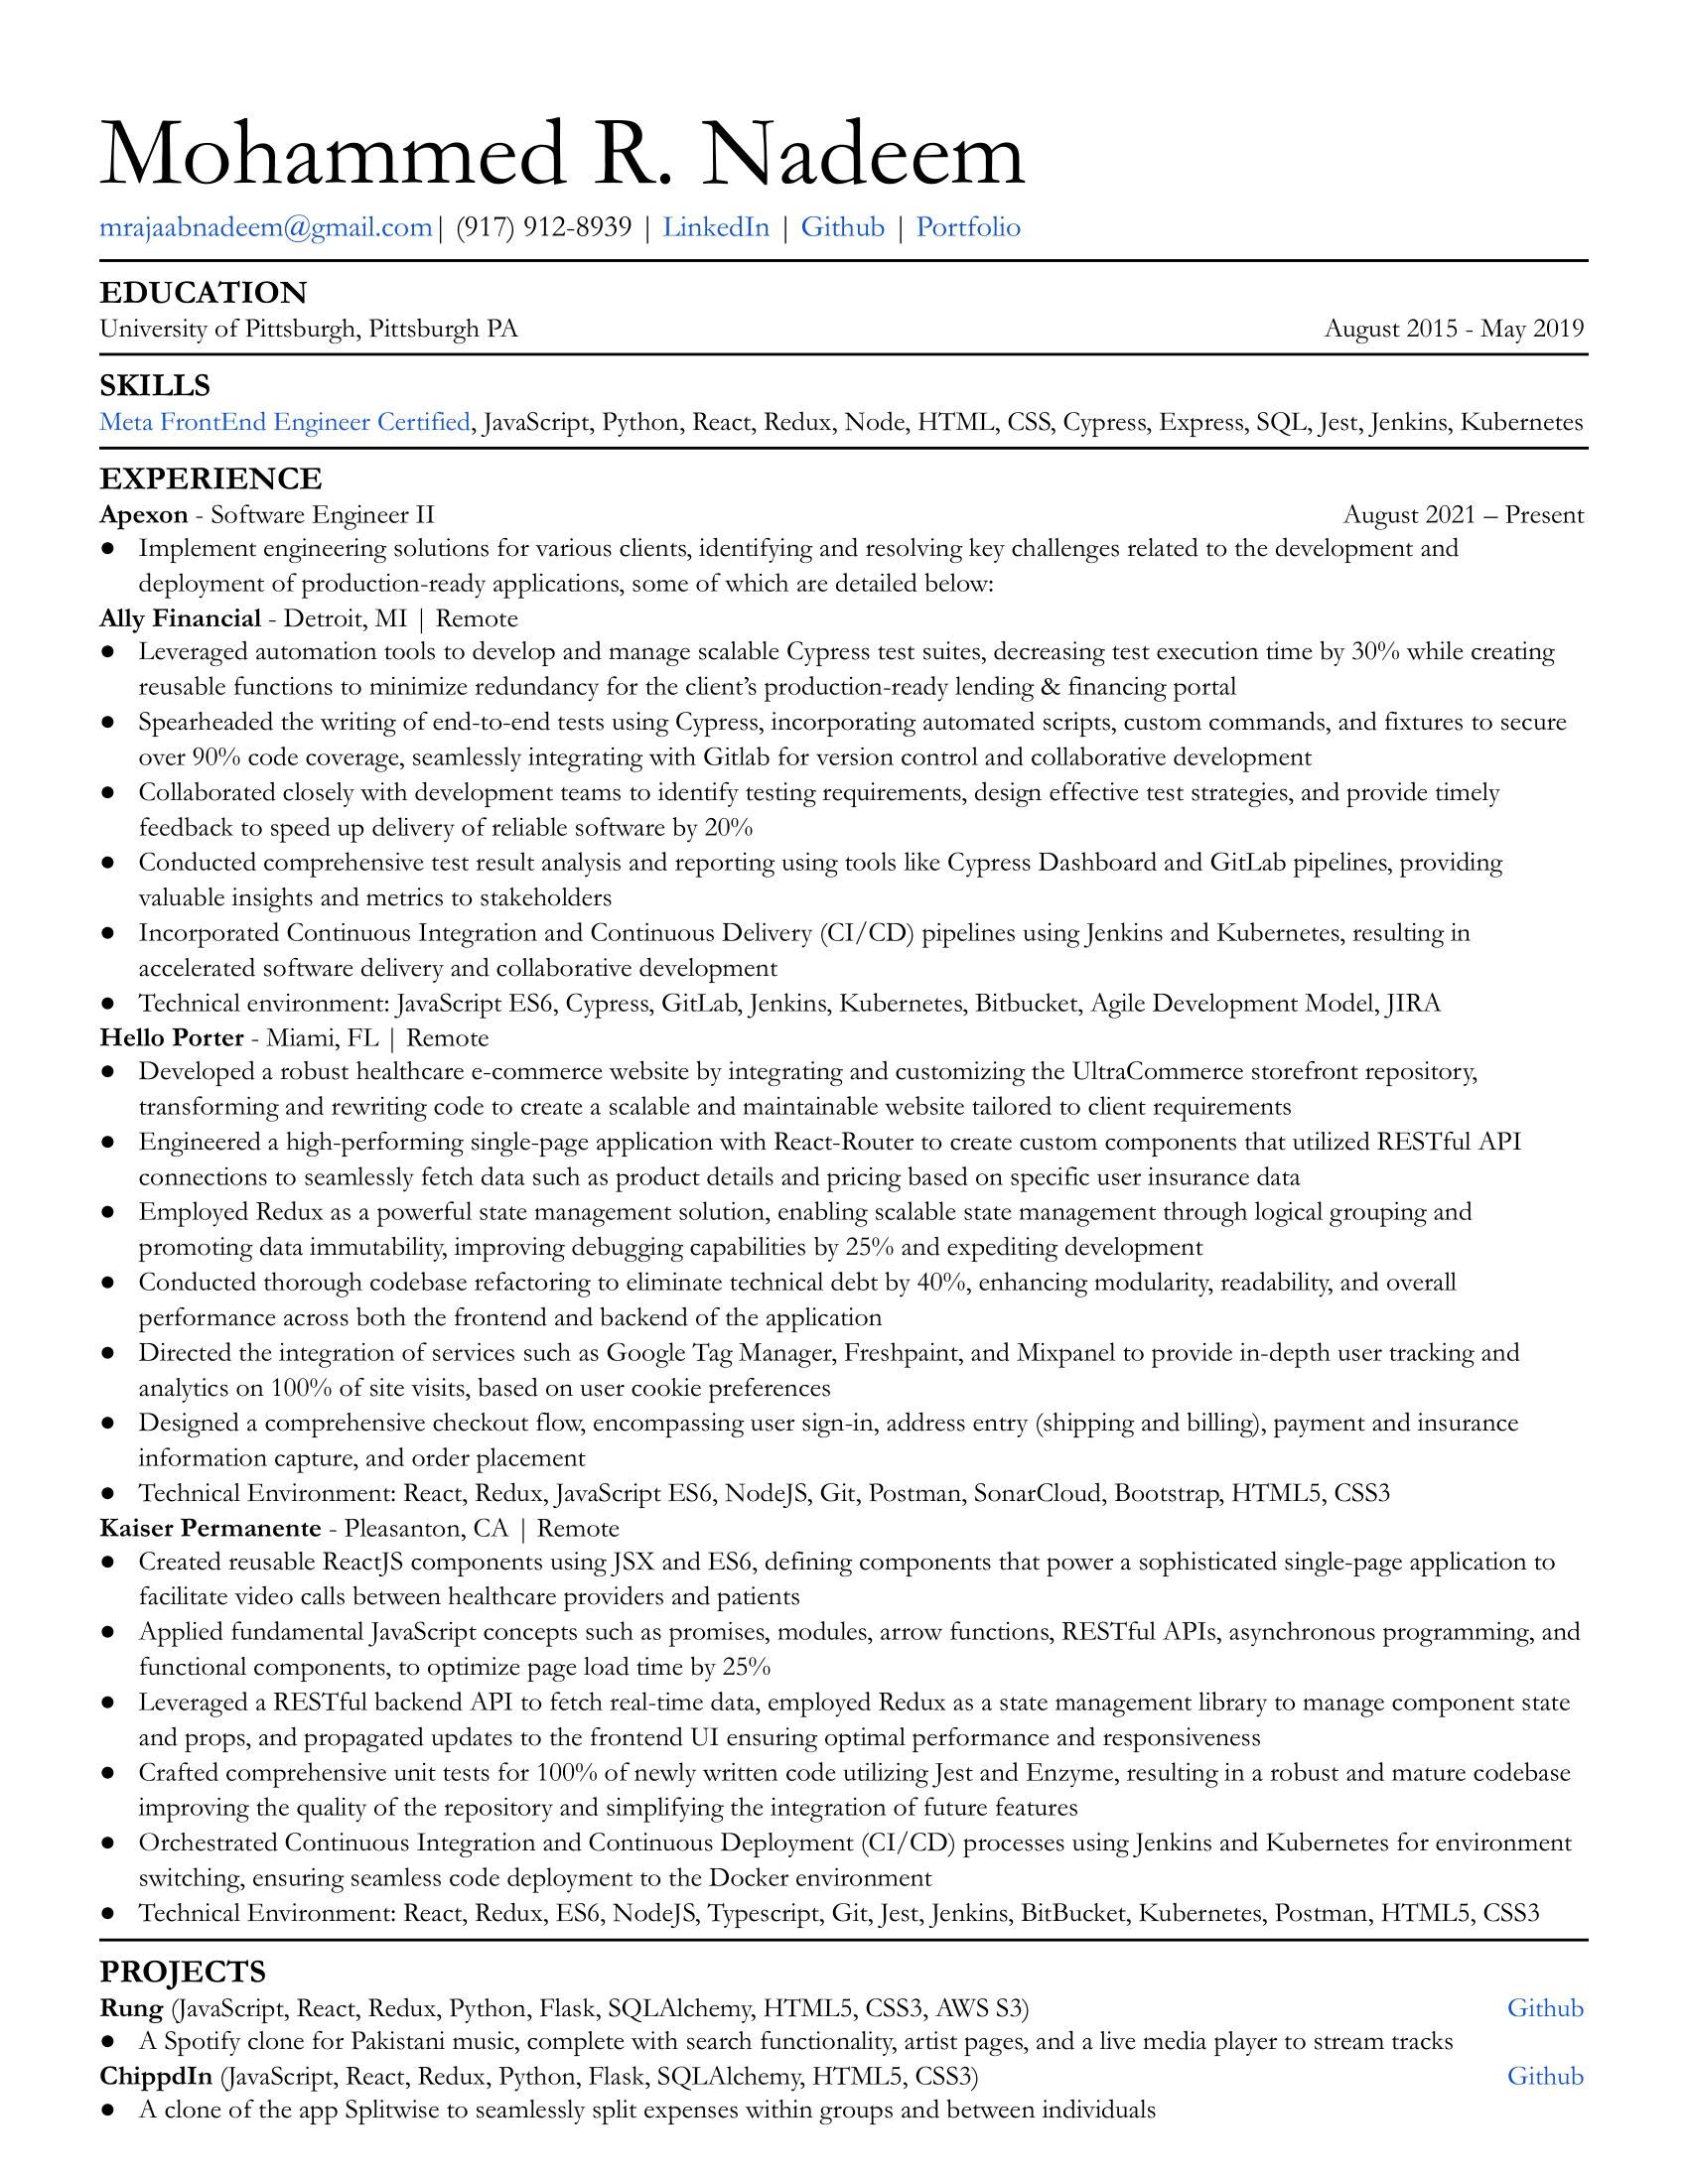 Mohammed R. Nadeem
mrajaabnadeem@gmail.com| (917) 912-8939 | LinkedIn | Github | Portfolio
EDUCATION
University of Pittsburgh, Pittsburgh PA August 2015 - May 2019
SKILLS
Meta FrontEnd Engineer Certified, JavaScript, Python, React, Redux, Node, HTML, CSS, Cypress, Express, SQL, Jest, Jenkins, Kubernetes
EXPERIENCE
Apexon - Software Engineer II August 2021 – Present
● Implement engineering solutions for various clients, identifying and resolving key challenges related to the development and
deployment of production-ready applications, some of which are detailed below:
Ally Financial - Detroit, MI | Remote
● Leveraged automation tools to develop and manage scalable Cypress test suites, decreasing test execution time by 30% while creating
reusable functions to minimize redundancy for the client’s production-ready lending & financing portal
● Spearheaded the writing of end-to-end tests using Cypress, incorporating automated scripts, custom commands, and fixtures to secure
over 90% code coverage, seamlessly integrating with Gitlab for version control and collaborative development
● Collaborated closely with development teams to identify testing requirements, design effective test strategies, and provide timely
feedback to speed up delivery of reliable software by 20%
● Conducted comprehensive test result analysis and reporting using tools like Cypress Dashboard and GitLab pipelines, providing
valuable insights and metrics to stakeholders
● Incorporated Continuous Integration and Continuous Delivery (CI/CD) pipelines using Jenkins and Kubernetes, resulting in
accelerated software delivery and collaborative development
● Technical environment: JavaScript ES6, Cypress, GitLab, Jenkins, Kubernetes, Bitbucket, Agile Development Model, JIRA
Hello Porter - Miami, FL | Remote
● Developed a robust healthcare e-commerce website by integrating and customizing the UltraCommerce storefront repository,
transforming and rewriting code to create a scalable and maintainable website tailored to client requirements
● Engineered a high-performing single-page application with React-Router to create custom components that utilized RESTful API
connections to seamlessly fetch data such as product details and pricing based on specific user insurance data
● Employed Redux as a powerful state management solution, enabling scalable state management through logical grouping and
promoting data immutability, improving debugging capabilities by 25% and expediting development
● Conducted thorough codebase refactoring to eliminate technical debt by 40%, enhancing modularity, readability, and overall
performance across both the frontend and backend of the application
● Directed the integration of services such as Google Tag Manager, Freshpaint, and Mixpanel to provide in-depth user tracking and
analytics on 100% of site visits, based on user cookie preferences
● Designed a comprehensive checkout flow, encompassing user sign-in, address entry (shipping and billing), payment and insurance
information capture, and order placement
● Technical Environment: React, Redux, JavaScript ES6, NodeJS, Git, Postman, SonarCloud, Bootstrap, HTML5, CSS3
Kaiser Permanente - Pleasanton, CA | Remote
● Created reusable ReactJS components using JSX and ES6, defining components that power a sophisticated single-page application to
facilitate video calls between healthcare providers and patients
● Applied fundamental JavaScript concepts such as promises, modules, arrow functions, RESTful APIs, asynchronous programming, and
functional components, to optimize page load time by 25%
● Leveraged a RESTful backend API to fetch real-time data, employed Redux as a state management library to manage component state
and props, and propagated updates to the frontend UI ensuring optimal performance and responsiveness
● Crafted comprehensive unit tests for 100% of newly written code utilizing Jest and Enzyme, resulting in a robust and mature codebase
improving the quality of the repository and simplifying the integration of future features
● Orchestrated Continuous Integration and Continuous Deployment (CI/CD) processes using Jenkins and Kubernetes for environment
switching, ensuring seamless code deployment to the Docker environment
● Technical Environment: React, Redux, ES6, NodeJS, Typescript, Git, Jest, Jenkins, BitBucket, Kubernetes, Postman, HTML5, CSS3
PROJECTS
Rung (JavaScript, React, Redux, Python, Flask, SQLAlchemy, HTML5, CSS3, AWS S3) Github
● A Spotify clone for Pakistani music, complete with search functionality, artist pages, and a live media player to stream tracks
ChippdIn (JavaScript, React, Redux, Python, Flask, SQLAlchemy, HTML5, CSS3) Github
● A clone of the app Splitwise to seamlessly split expenses within groups and between individuals